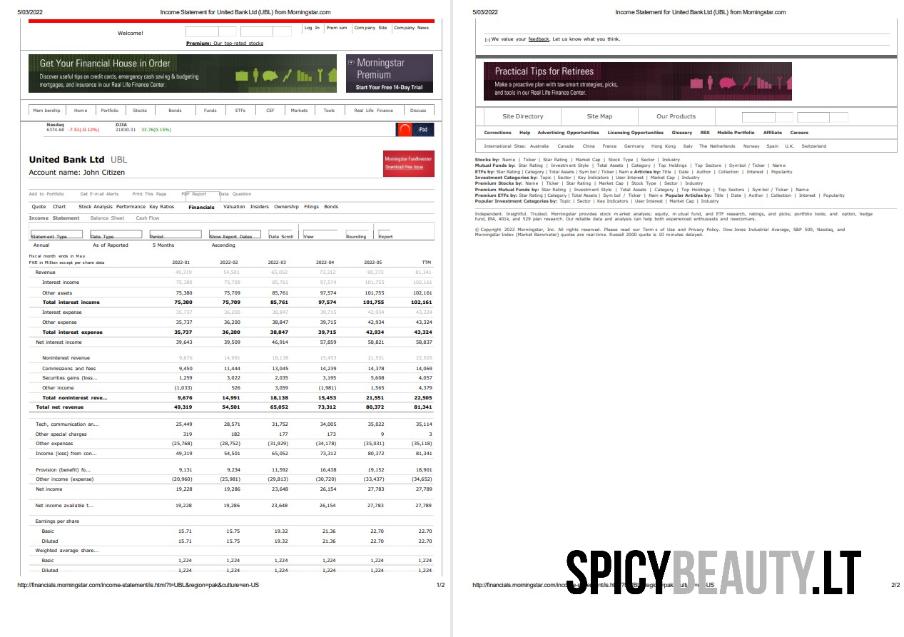 5/03/2022
Income Statement for United Bank Ltd (UBL) from Morningstar.com
Welcome!
Log In | Premium | Company Site | Company News
Premium: Our top-rated stocks
Get Your Financial House in Order
Discover useful tips on credit cards, emergency cash saving & budgeting,
mortgages, and insurance in our Real Life Finance Center.
Morningstar
Premium
Start Your Free 14-Day Trial
Membership Home Portfolio Stocks Bonds Funds ETFs CEF Markets Tools Real Life Finance Discuss
Nasdaq
DJIA
iPad
United Bank Ltd UBL
Account name: John Citizen
Morningstar FundInvestor
Download Free Issue
Add to Portfolio Get E-mail Alerts Print This Page PDF Report Data Question
Quote Chart Stock Analysis Performance Key Ratios Financials Valuation Insiders Ownership Filings Bonds
Income Statement Balance Sheet Cash Flow
Statement Type Data Type Period Show Report Dates Data Scroll View Rounding Report
Annual As of Reported 5 Months Ascending
Fiscal month ends in May
PKR in Million except per share data 2022-01 2022-02 2022-03 2022-04 2022-05 TTM
Revenue 49,319 54,501 65,052 73,312 80,372 81,341
Interest income 75,380 75,709 85,761 97,574 101,755 102,161
Other assets 75,380 75,709 85,761 97,574 101,755 102,161
Total interest income 75,380 75,709 85,761 97,574 101,755 102,161
Interest expense 35,737 36,200 38,847 39,715 42,934 43,324
Other expense 35,737 36,200 38,847 39,715 42,934 43,324
Total interest expense 35,737 36,200 38,847 39,715 42,934 43,324
Net interest income 39,643 39,509 46,914 57,859 58,821 58,837
Noninterest revenue 9,676 14,991 18,138 15,453 21,551 22,505
Commissions and fees 9,450 11,444 13,045 14,239 14,378 14,069
Securities gains (loss... 1,259 3,022 2,035 3,195 5,608 4,057
Other income (1,033) 526 3,059 (1,981) 1,565 4,379
Total noninterest reve... 9,676 14,991 18,138 15,453 21,551 22,505
Total net revenue 49,319 54,501 65,052 73,312 80,372 81,341
Tech, communication an... 25,449 28,571 31,752 34,005 35,022 35,114
Other special charges 319 182 177 173 9 3
Other expenses (25,768) (28,752) (31,929) (34,178) (35,031) (35,118)
Income (loss) from con... 49,319 54,501 65,052 73,312 80,372 81,341
Provision (benefit) fo... 9,131 9,234 11,592 16,438 19,152 18,901
Other income (expense) (20,960) (25,981) (29,813) (30,720) (33,437) (34,652)
Net income 19,228 19,286 23,648 26,154 27,783 27,789
Net income available t... 19,228 19,286 23,648 26,154 27,783 27,789
Earnings per share
Basic 15.71 15.75 19.32 21.36 22.70 22.70
Diluted 15.71 15.75 19.32 21.36 22.70 22.70
Weighted average share...
Basic 1,224 1,224 1,224 1,224 1,224 1,224
Diluted 1,224 1,224 1,224 1,224 1,224 1,224
http://financials.morningstar.com/income-statement/is.html?t=UBL&region=pak&culture=en-US
1/2
5/03/2022
Income Statement for United Bank Ltd (UBL) from Morningstar.com
We value your feedback. Let us know what you think.
Practical Tips for Retirees
Make a proactive plan with tax-smart strategies, picks,
and tools in our Real Life Finance Center.
Site Directory Site Map Our Products
Corrections Help Advertising Opportunities Licensing Opportunities Glossary RSS Mobile Portfolio Affiliate Careers
International Sites: Australia Canada China France Germany Hong Kong Italy The Netherlands Norway Spain U.K. Switzerland
Stocks by: Name | Ticker | Star Rating | Market Cap | Stock Type | Sector | Industry
Mutual Funds by: Star Rating | Investment Style | Total Assets | Category | Top Holdings | Top Sectors | Symbol / Ticker | Name
ETFs by: Star Rating | Category | Total Assets | Symbol / Ticker | Name Articles by: Title | Date | Author | Collection | Interest | Popularity
Investment Categories by: Topic | Sector | Key Indicators | User Interest | Market Cap | Industry
Premium Stocks by: Name | Ticker | Star Rating | Market Cap | Stock Type | Sector | Industry
Premium Mutual Funds by: Star Rating | Investment Style | Total Assets | Category | Top Holdings | Top Sectors | Symbol / Ticker | Name
Premium ETFs by: Star Rating | Category | Total Assets | Symbol / Ticker | Name Popular Articles by: Title | Date | Author | Collection | Interest | Popularity
Popular Investment Categories by: Topic | Sector | Key Indicators | User Interest | Market Cap | Industry
Independent. Insightful. Trusted. Morningstar provides stock market analysis; equity, mutual fund, and ETF research, ratings, and picks; portfolio tools; and option, hedge
fund, IRA, 401k, and 529 plan research. Our reliable data and analysis can help both experienced enthusiasts and newcomers.
© Copyright 2022 Morningstar, Inc. All rights reserved. Please read our Terms of Use and Privacy Policy. Dow Jones Industrial Average, S&P 500, Nasdaq, and
Morningstar Index (Market Barometer) quotes are real-time. Russell 2000 quote is 10 minutes delayed.
SPICYBEAUTY.LT
2/2